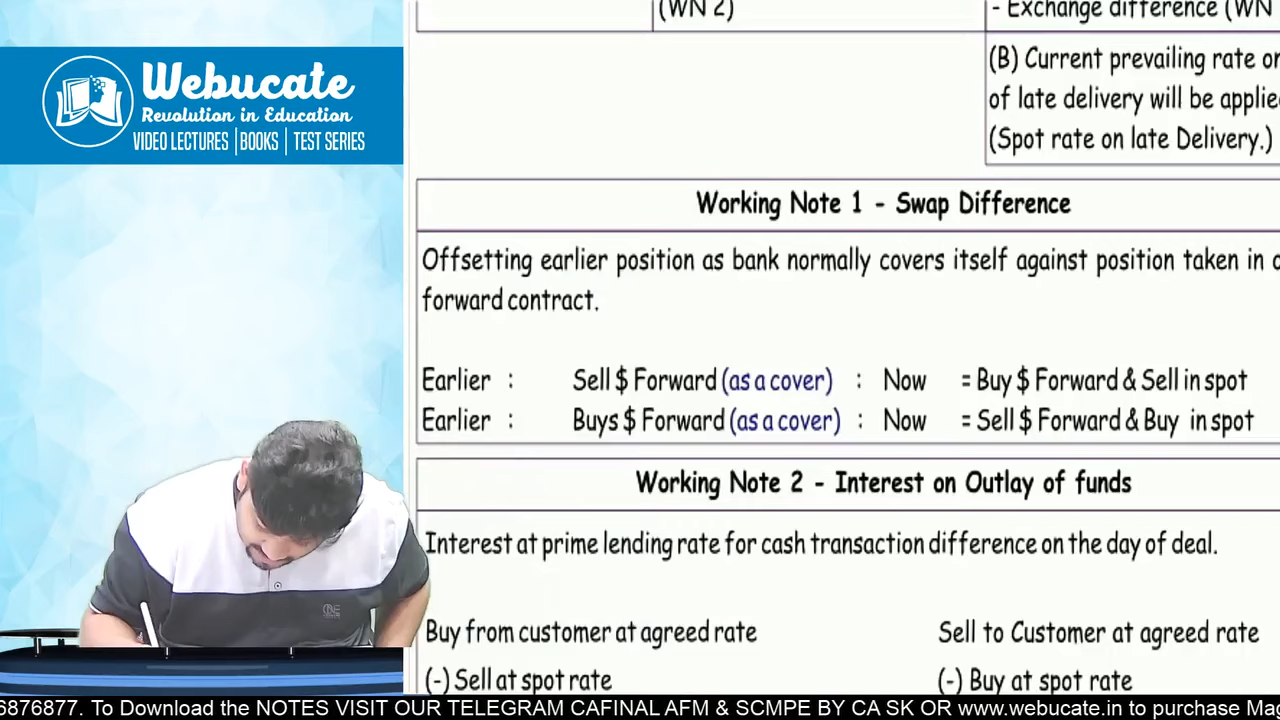 (WN 2)
- Exchange difference (WN
(B) Current prevailing rate
of late delivery will be
(Spot rate on late Delivery.)
Webucate
Revolution in Education
VIDEO LECTURES | BOOKS | TEST SERIES
Working Note 1 - Swap Difference
Offsetting earlier position as bank normally covers itself against position taken in
forward contract.
Earlier : Sell $ Forward (as a cover) : Now = Buy $ Forward & Sell in spot
Earlier : Buys $ Forward (as a cover) : Now = Sell $ Forward & Buy in spot
Working Note 2 - Interest on Outlay of funds
Interest at prime lending rate for cash transaction difference on the day of deal.
Buy from customer at agreed rate Sell to Customer at agreed rate
(-) Sell at spot rate (-) Buy at spot rate
6876877. To Download the NOTES VISIT OUR TELEGRAM CAFINAL AFM & SCMPE BY CA SK OR www.webucate.in to purchase